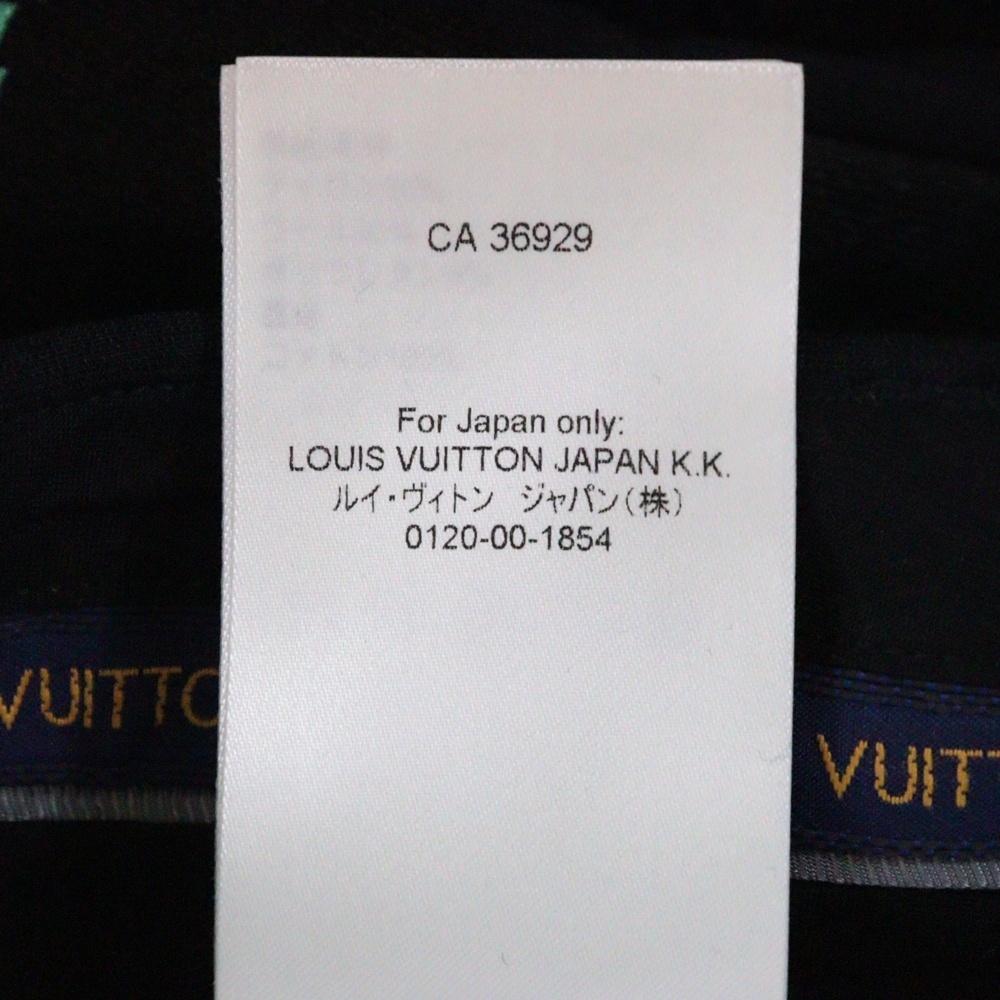 CA 36929
For Japan only:
LOUIS VUITTON JAPAN K.K.
ルイ・ヴィトン ジャパン(株)
0120-00-1854
VUITTO
VUITT